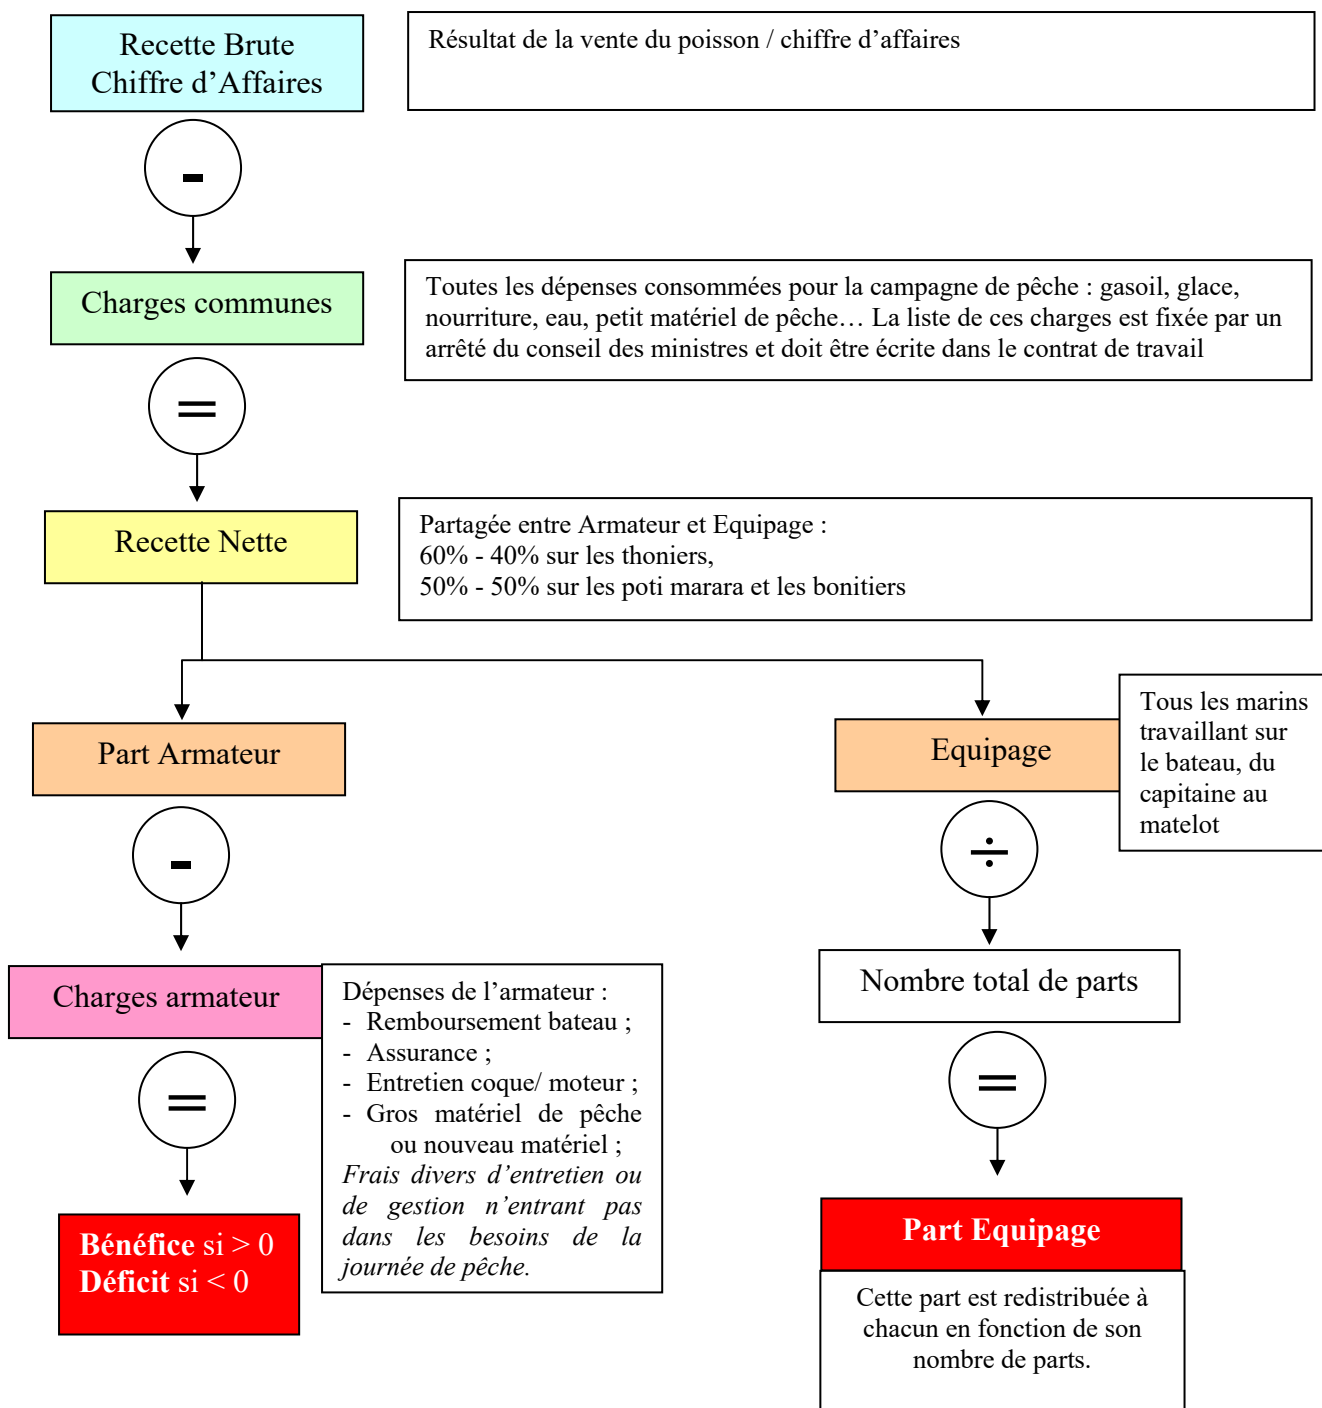 Recette Brute
Chiffre d’Affaires
Résultat de la vente du poisson / chiffre d’affaires
-
Charges communes
Toutes les dépenses consommées pour la campagne de pêche : gasoil, glace,
nourriture, eau, petit matériel de pêche… La liste de ces charges est fixée par un
arrêté du conseil des ministres et doit être écrite dans le contrat de travail
=
Recette Nette
Partagée entre Armateur et Equipage :
60% - 40% sur les thoniers,
50% - 50% sur les poti marara et les bonitiers
Part Armateur
Equipage
Tous les marins
travaillant sur
le bateau, du
capitaine au
matelot
-
÷
Charges armateur
Dépenses de l’armateur :
- Remboursement bateau ;
- Assurance ;
- Entretien coque/ moteur ;
- Gros matériel de pêche
ou nouveau matériel ;
Frais divers d’entretien ou
de gestion n’entrant pas
dans les besoins de la
journée de pêche.
Nombre total de parts
=
=
Bénéfice si > 0
Déficit si < 0
Part Equipage
Cette part est redistribuée à
chacun en fonction de son
nombre de parts.